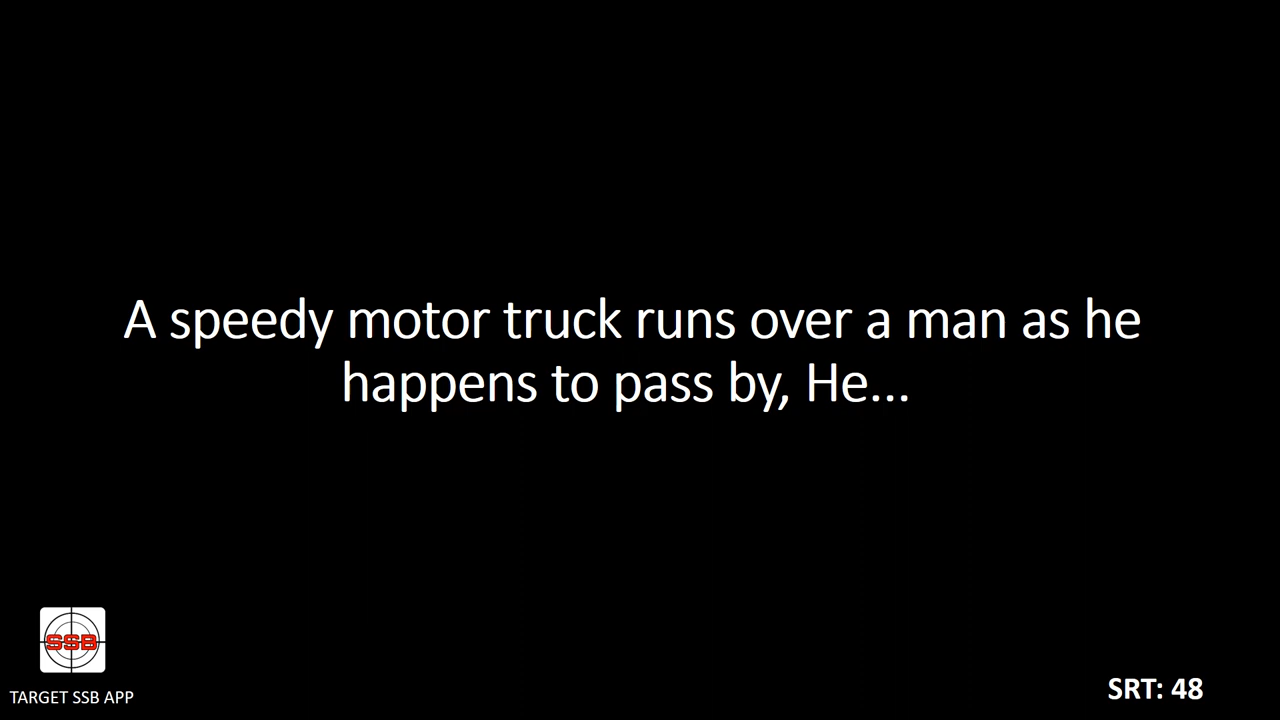 A speedy motor truck runs over a man as he
happens to pass by, He...
SSB
TARGET SSB APP
SRT: 48